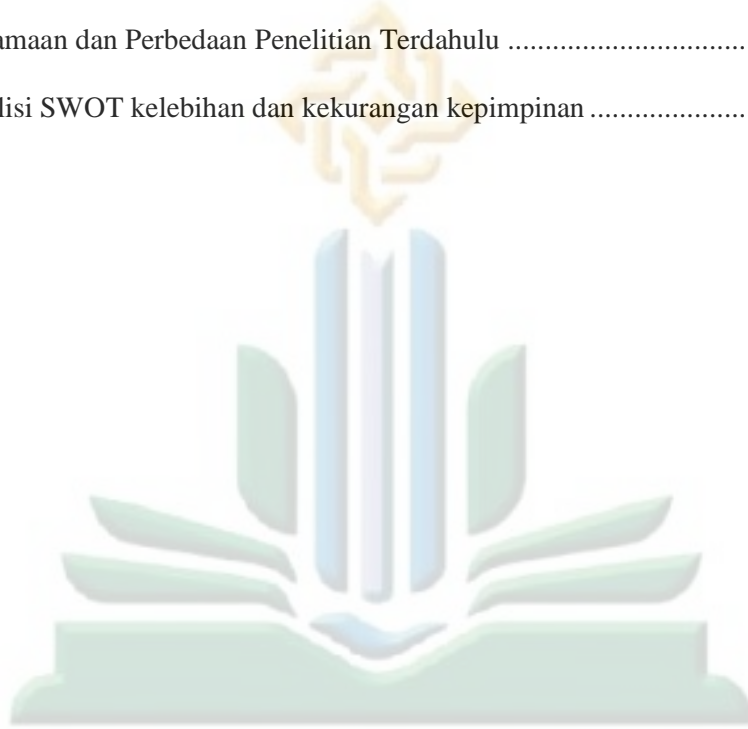 amaan dan Perbedaan Penelitian Terdahulu ................................
lisi SWOT kelebihan dan kekurangan kepimpinan .....................